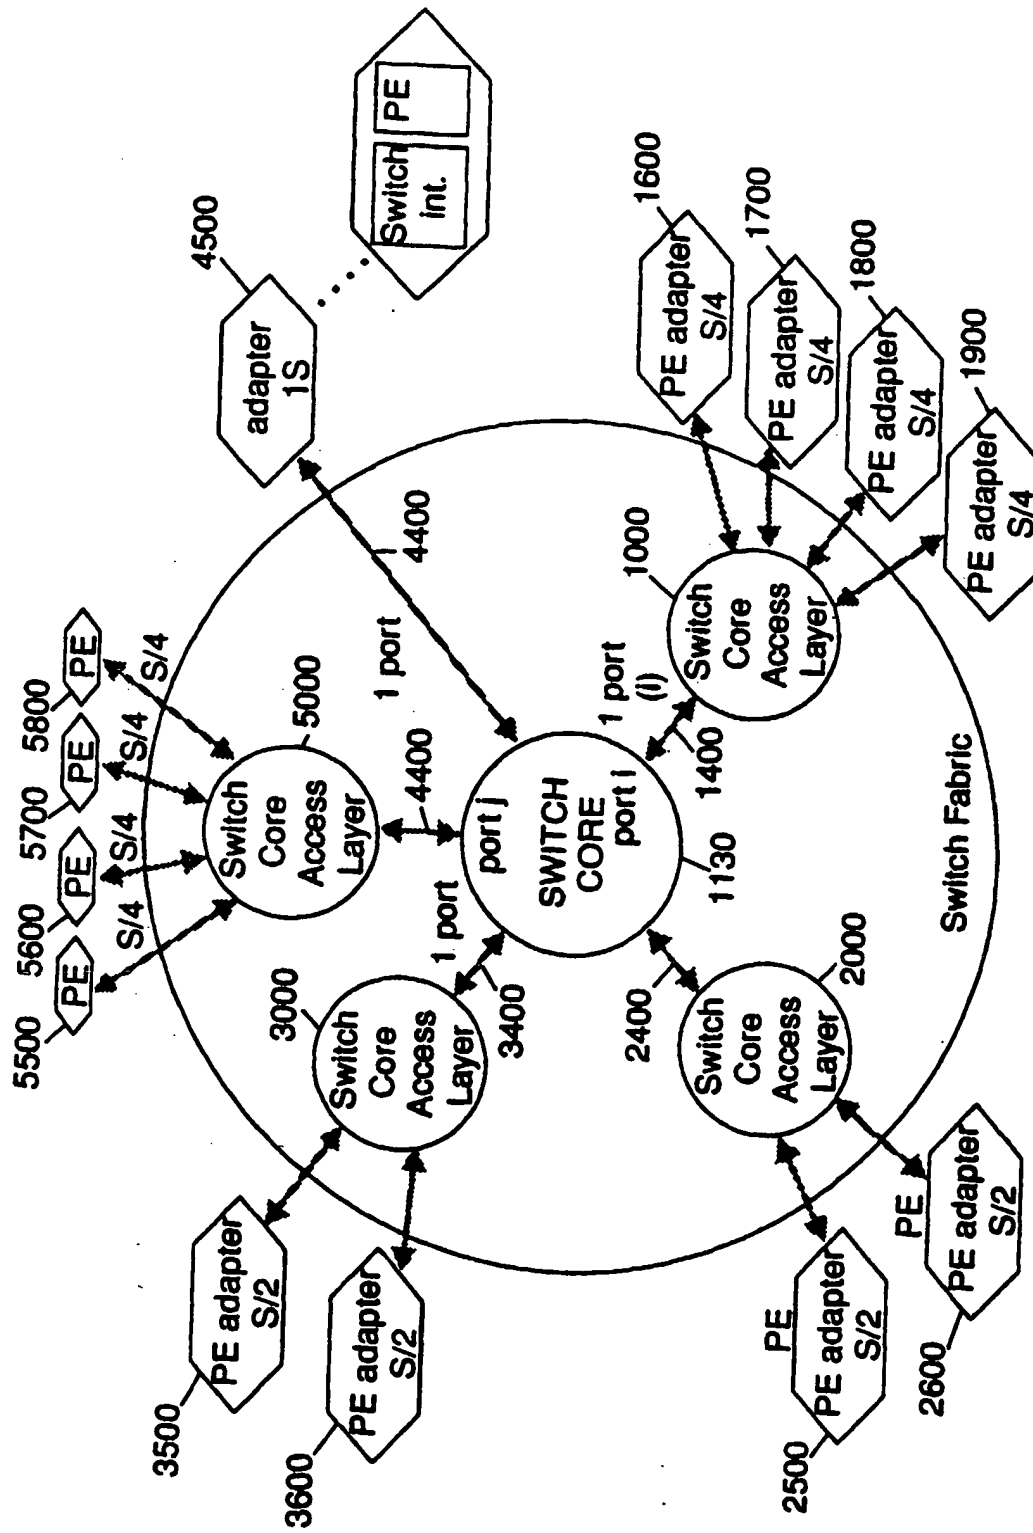 5500
5600
5700
5800
PE
PE
PE
PE
S/4
S/4
S/4
S/4
5000
Switch
Core
Access
Layer
4400
1 port
4400
4500
adapter
1S
Switch
int.
PE
3500
PE adapter
S/2
3600
PE adapter
S/2
3000
Switch
Core
Access
Layer
1 port
3400
port j
SWITCH
CORE
port i
1130
1 port
(i)
1400
1000
Switch
Core
Access
Layer
1600
PE adapter
S/4
1700
PE adapter
S/4
1800
PE adapter
S/4
1900
PE adapter
S/4
2400
2000
Switch
Core
Access
Layer
2500
PE
PE adapter
S/2
2600
PE
PE adapter
S/2
Switch Fabric